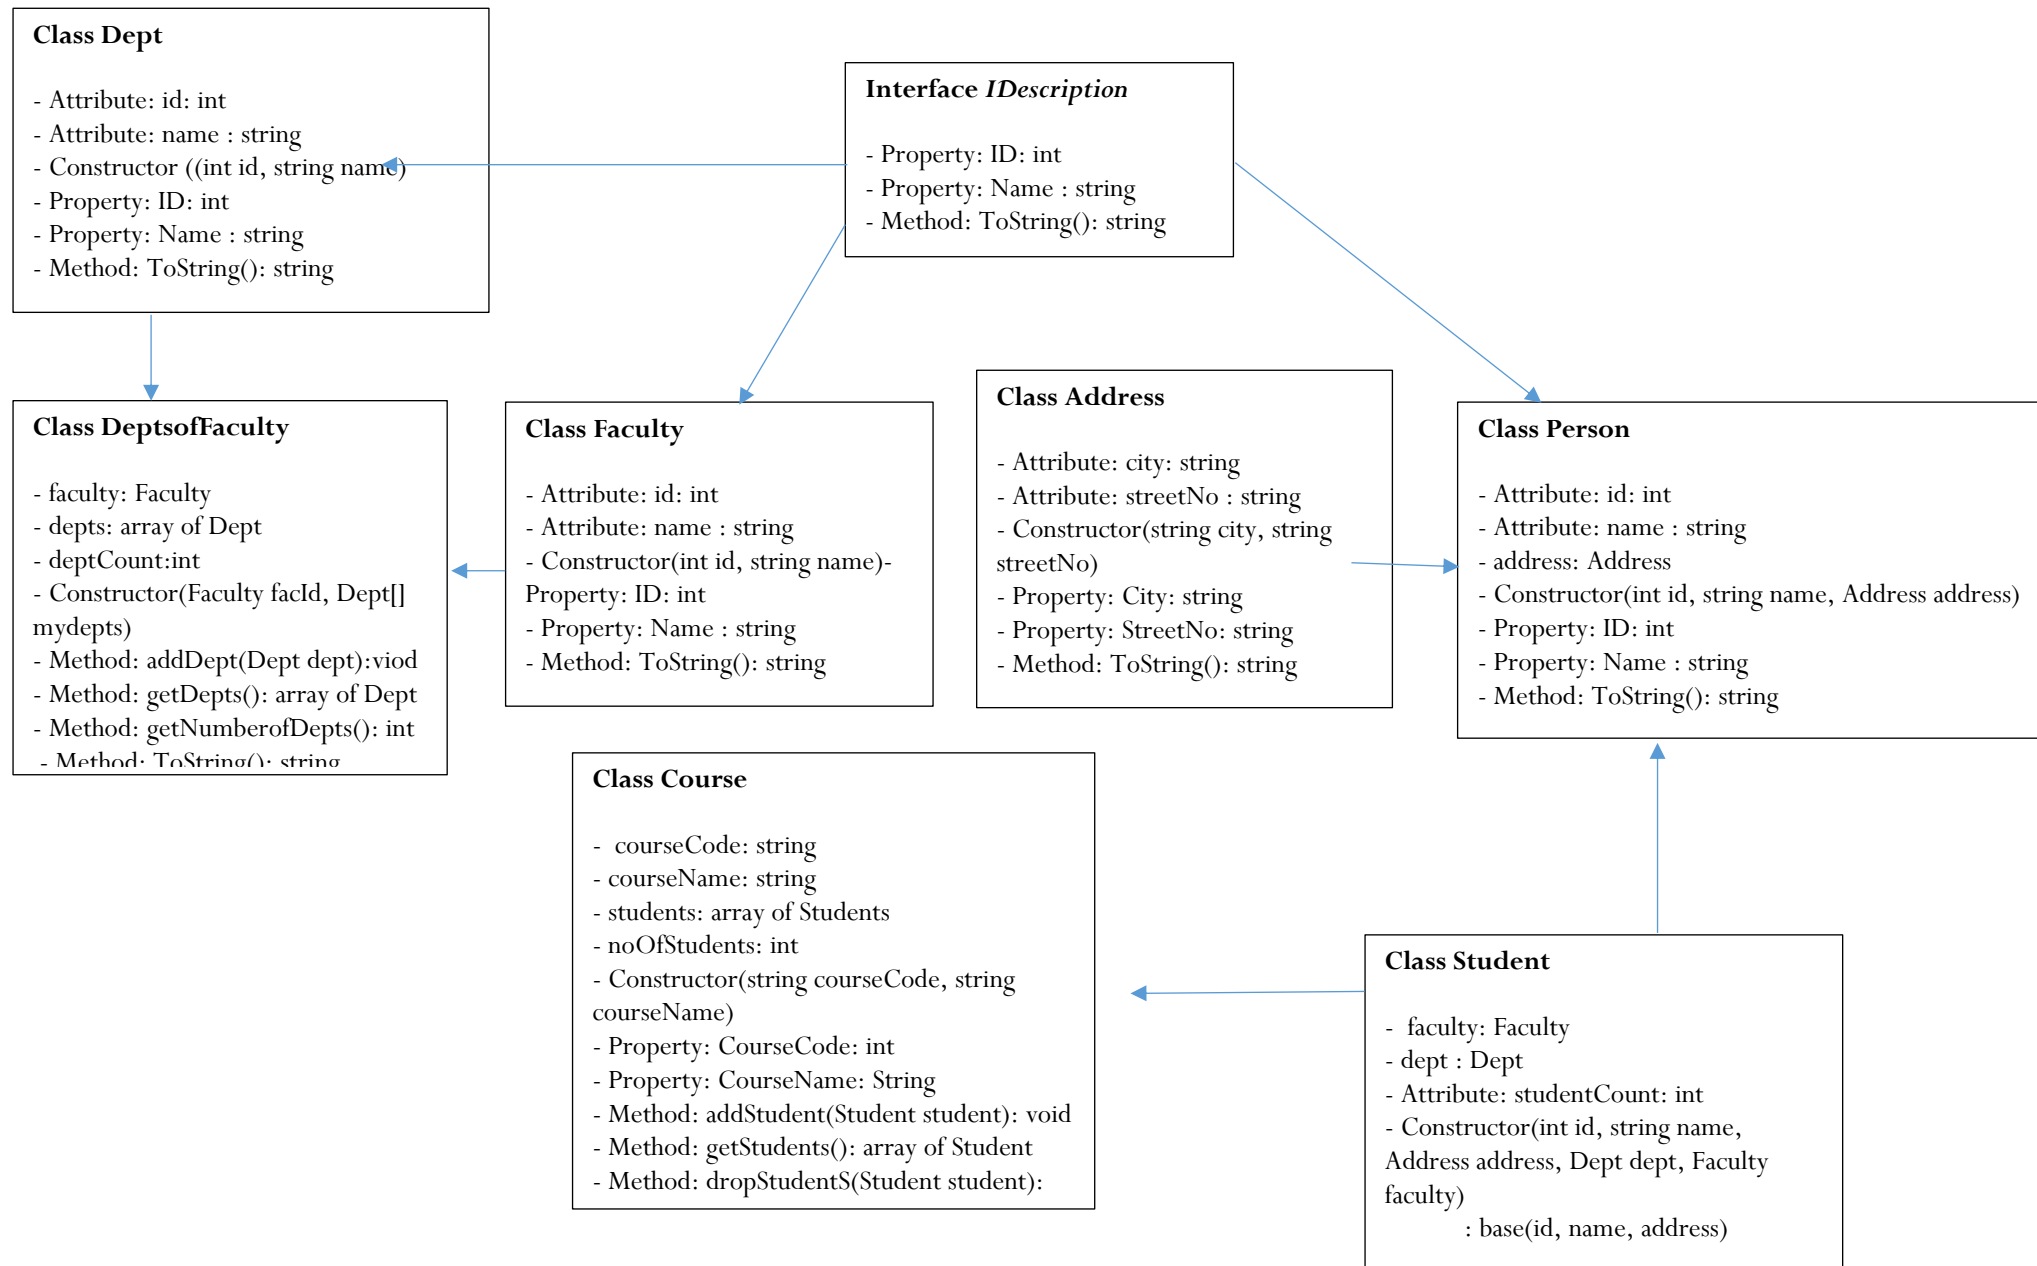 Class Dept
- Attribute: id: int
- Attribute: name : string
- Constructor ((int id, string name)
- Property: ID: int
- Property: Name : string
- Method: ToString(): string
Interface IDescription
- Property: ID: int
- Property: Name : string
- Method: ToString(): string
Class DeptsofFaculty
- faculty: Faculty
- depts: array of Dept
- deptCount:int
- Constructor(Faculty facId, Dept[]
mydepts)
- Method: addDept(Dept dept):viod
- Method: getDepts(): array of Dept
- Method: getNumberofDepts(): int
- Method: ToString(): string
Class Faculty
- Attribute: id: int
- Attribute: name : string
- Constructor(int id, string name)-
Property: ID: int
- Property: Name : string
- Method: ToString(): string
Class Address
- Attribute: city: string
- Attribute: streetNo : string
- Constructor(string city, string
streetNo)
- Property: City: string
- Property: StreetNo: string
- Method: ToString(): string
Class Person
- Attribute: id: int
- Attribute: name : string
- address: Address
- Constructor(int id, string name, Address address)
- Property: ID: int
- Property: Name : string
- Method: ToString(): string
Class Course
- courseCode: string
- courseName: string
- students: array of Students
- noOfStudents: int
- Constructor(string courseCode, string
courseName)
- Property: CourseCode: int
- Property: CourseName: String
- Method: addStudent(Student student): void
- Method: getStudents(): array of Student
- Method: dropStudentS(Student student):
Class Student
- faculty: Faculty
- dept : Dept
- Attribute: studentCount: int
- Constructor(int id, string name,
Address address, Dept dept, Faculty
faculty)
: base(id, name, address)